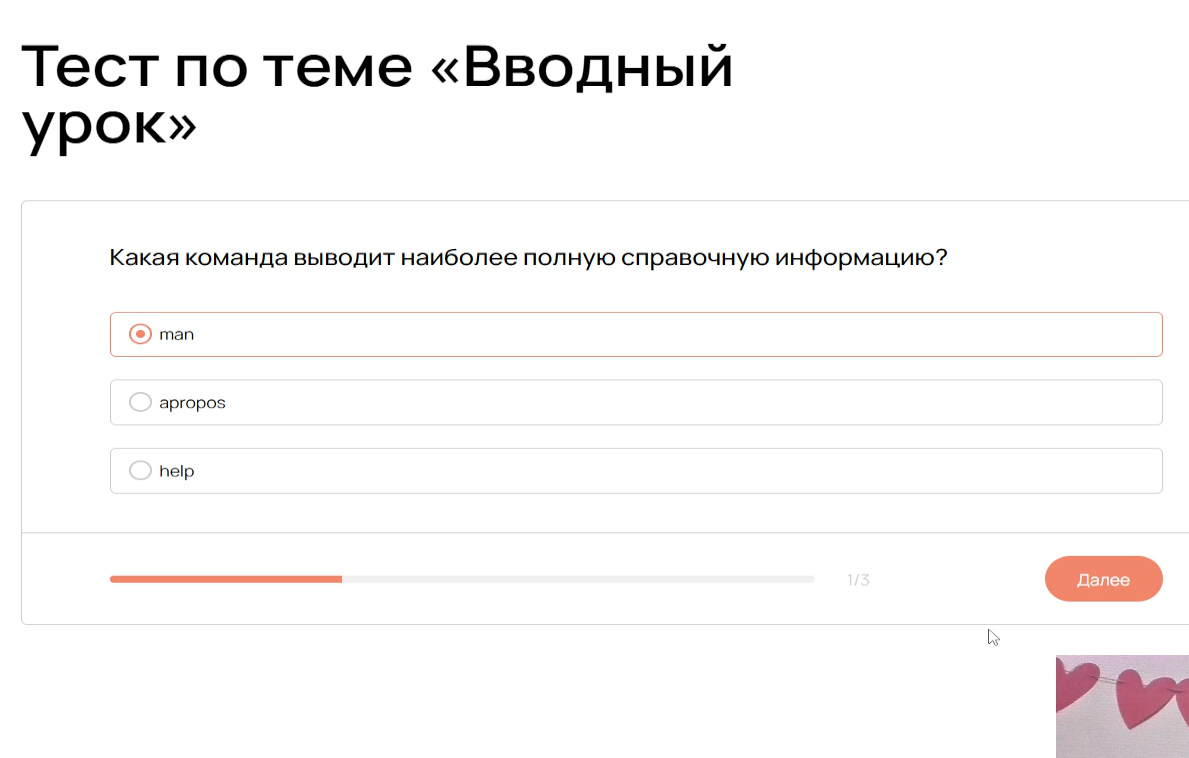 Тест по теме «Вводный
урок»
Какая команда выводит наиболее полную справочную информацию?
man
apropos
help
1/3
Далее